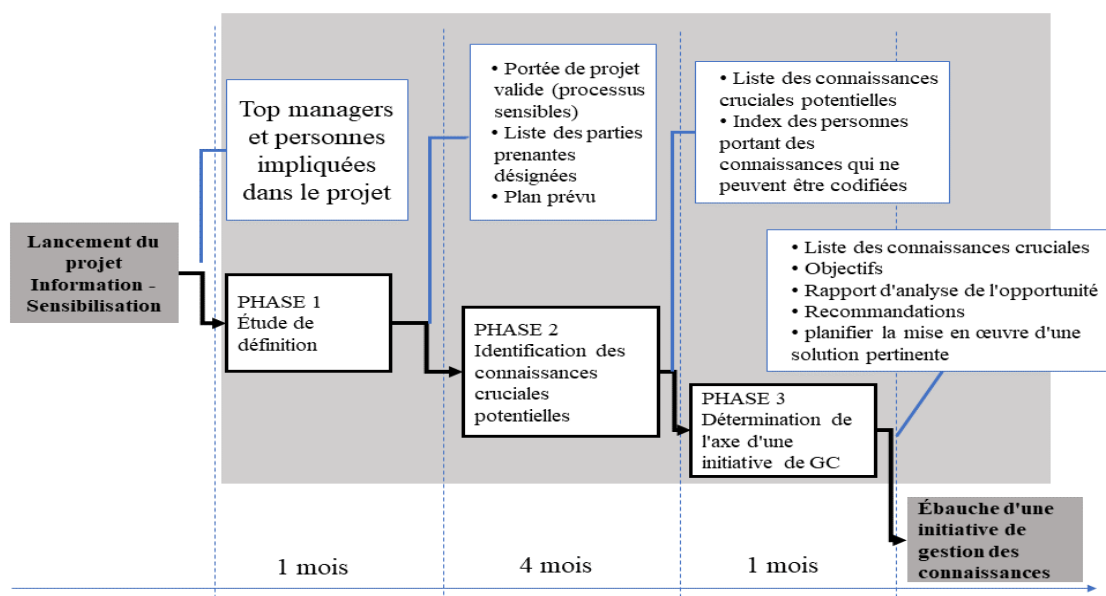 Top managers
et personnes
impliquées
dans le projet
• Portée de projet
valide (processus
sensibles)
• Liste des parties
prenantes
désignées
• Plan prévu
• Liste des connaissances
cruciales potentielles
• Index des personnes
portant des
connaissances qui ne
peuvent être codifiées
Lancement du
projet
Information -
Sensibilisation
• Liste des connaissances cruciales
• Objectifs
• Rapport d'analyse de l'opportunité
• Recommandations
• planifier la mise en œuvre d'une
solution pertinente
PHASE 1
Étude de
définition
PHASE 2
Identification des
connaissances
cruciales
potentielles
PHASE 3
Détermination de
l'axe d'une
initiative de GC
Ébauche d'une
initiative de
gestion des
connaissances
1 mois
4 mois
1 mois